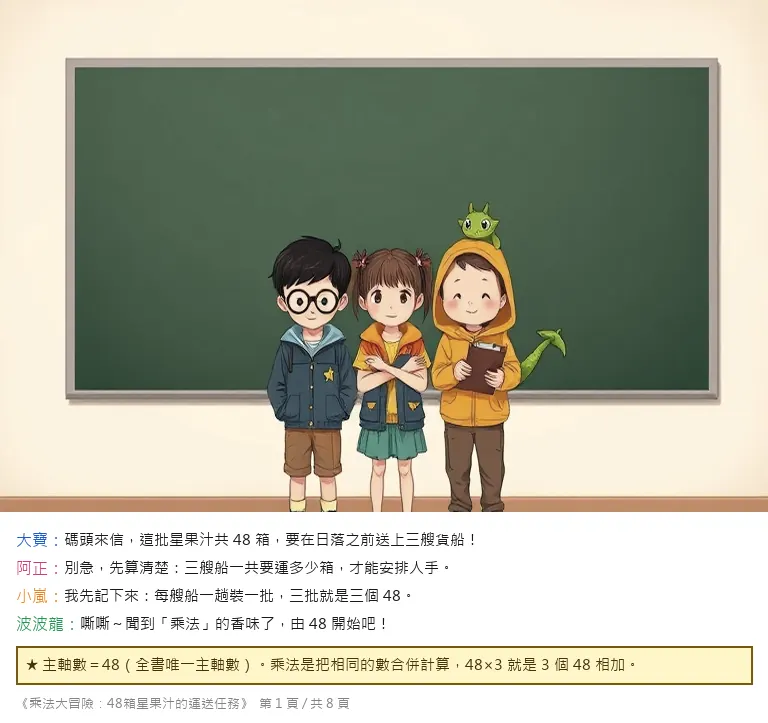 大寶：碼頭來信，這批星果汁共 48 箱，要在日落之前送上三艘貨船！
阿正：別急，先算清楚：三艘船一共要運多少箱，才能安排人手。
小嵐：我先記下來：每艘船一趟裝一批，三批就是三個 48。
波波龍：嘶嘶～聞到「乘法」的香味了，由 48 開始吧！
★ 主軸數＝48（全書唯一主軸數）。乘法是把相同的數合併計算，48×3 就是 3 個 48 相加。
《乘法大冒險：48箱星果汁的運送任務》 第 1 頁 / 共 8 頁